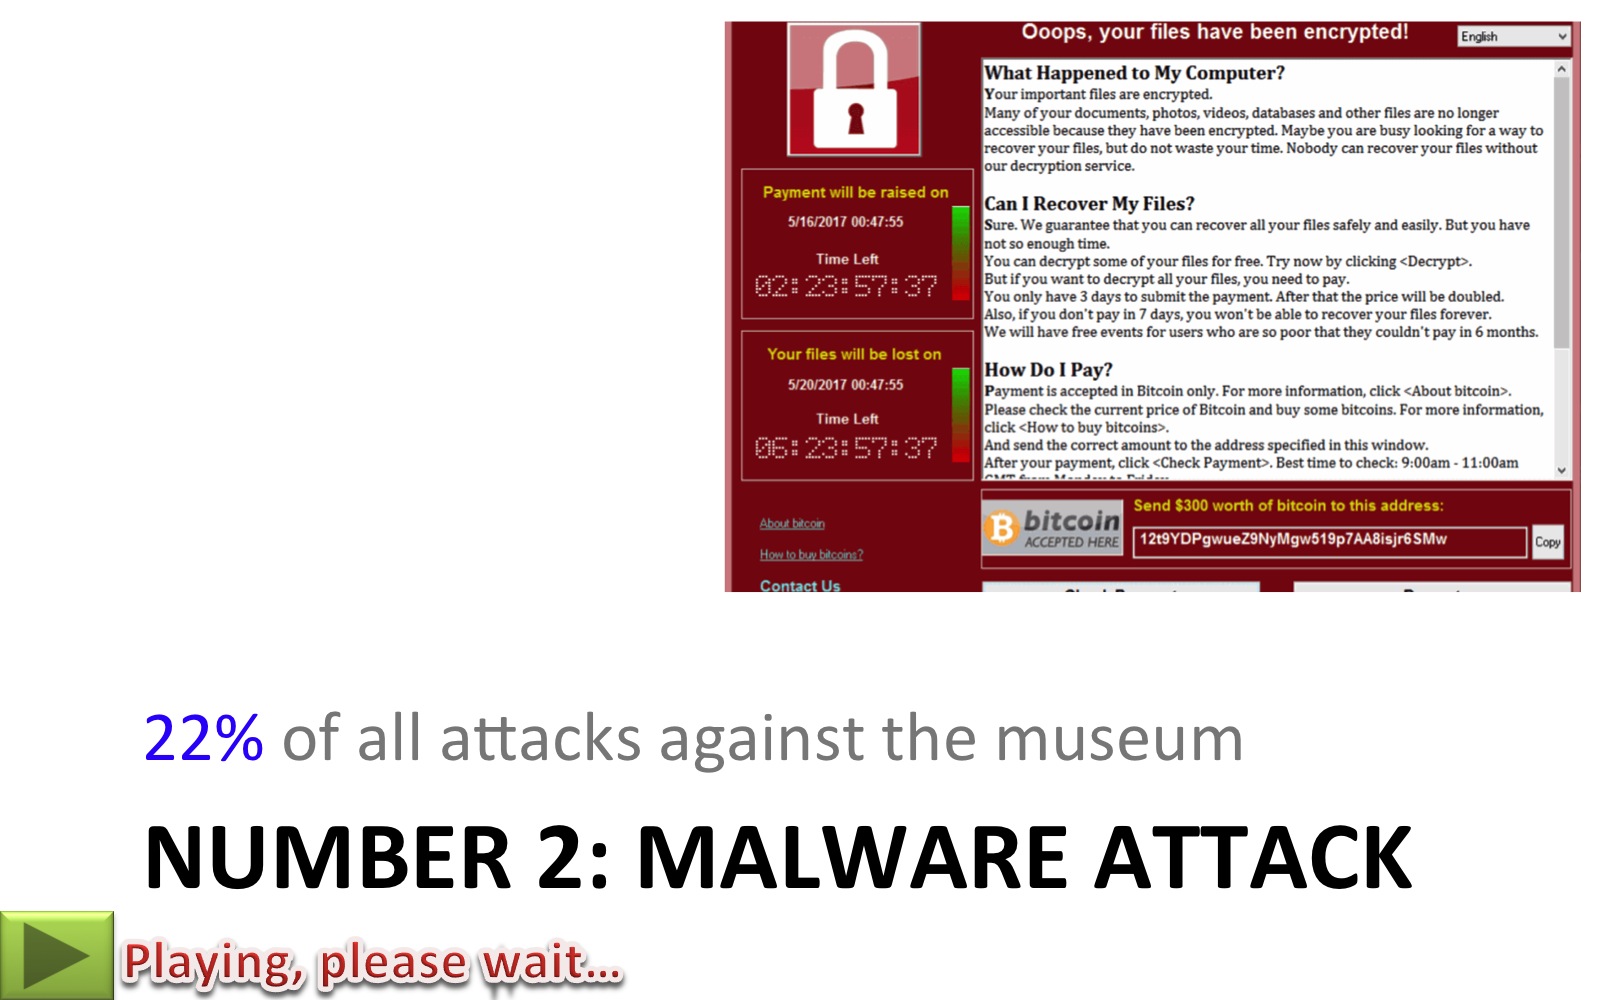 Ooops, your files have been encrypted!
English
What Happened to My Computer?
Your important files are encrypted.
Many of your documents, photos, videos, databases and other files are no longer
accessible because they have been encrypted. Maybe you are busy looking for a way to
recover your files, but do not waste your time. Nobody can recover your files without
our decryption service.
Can I Recover My Files?
Sure. We guarantee that you can recover all your files safely and easily. But you have
not so enough time.
You can decrypt some of your files for free. Try now by clicking <Decrypt>.
But if you want to decrypt all your files, you need to pay.
You only have 3 days to submit the payment. After that the price will be doubled.
Also, if you don't pay in 7 days, you won't be able to recover your files forever.
We will have free events for users who are so poor that they couldn't pay in 6 months.
How Do I Pay?
Payment is accepted in Bitcoin only. For more information, click <About bitcoin>.
Please check the current price of Bitcoin and buy some bitcoins. For more information,
click <How to buy bitcoins>.
And send the correct amount to the address specified in this window.
After your payment, click <Check Payment>. Best time to check: 9:00am - 11:00am
GMT from Monday to Friday.
Payment will be raised on
5/16/2017 00:47:55
Time Left
02:23:57:37
Your files will be lost on
5/20/2017 00:47:55
Time Left
06:23:57:37
About bitcoin
How to buy bitcoins?
Contact Us
bitcoin
ACCEPTED HERE
Send $300 worth of bitcoin to this address:
12t9YDPgwueZ9NyMgw519p7AA8isjr6SMw
Copy
22% of all attacks against the museum
NUMBER 2: MALWARE ATTACK
Playing, please wait...